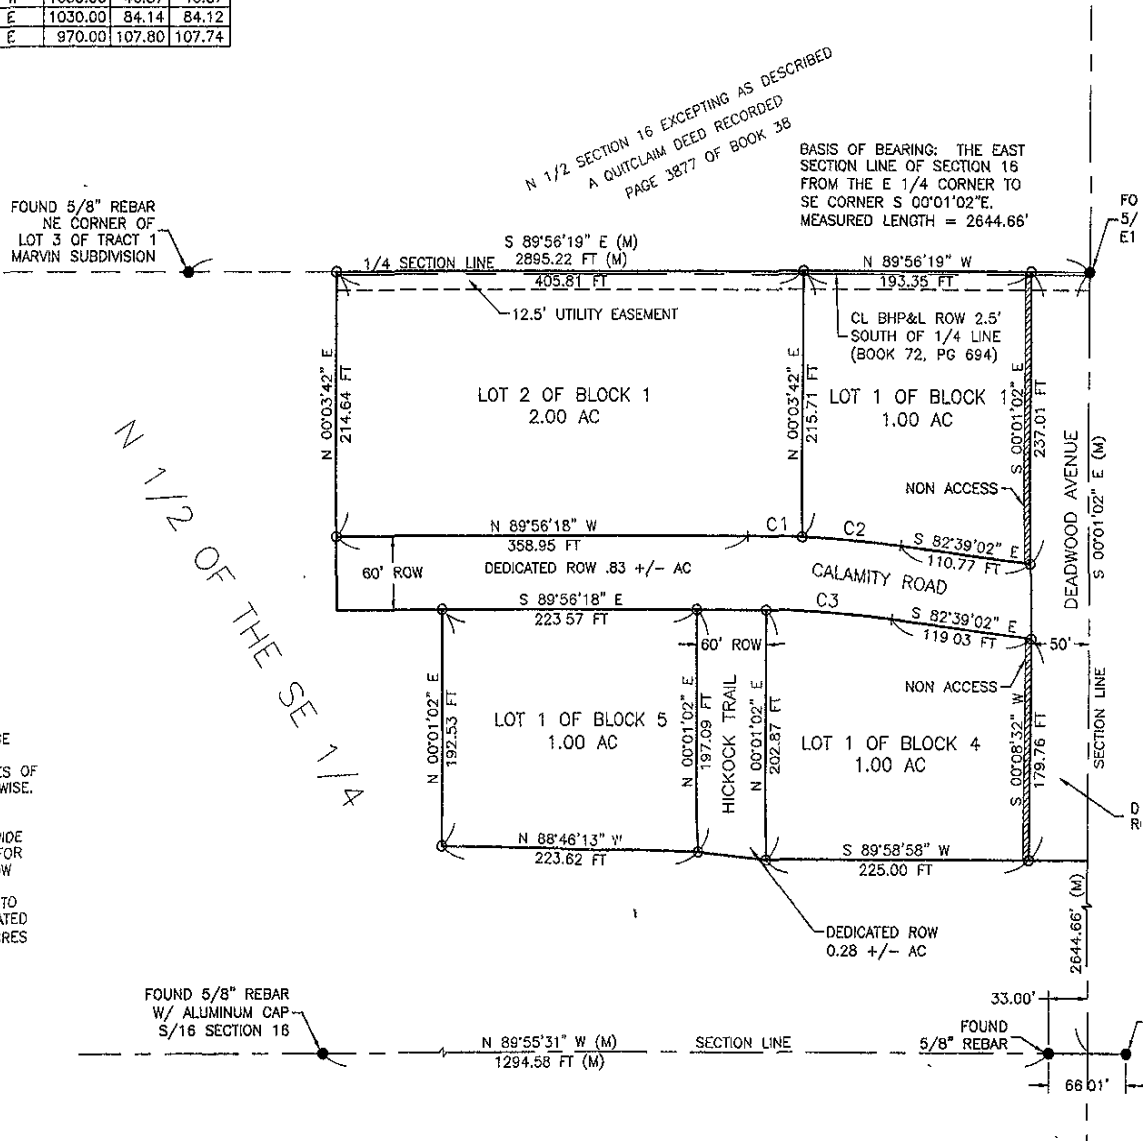 E 1030.00 84.14 84.12
E 970.00 107.80 107.74
N 1/2 SECTION 16 EXCEPTING AS DESCRIBED
A QUITCLAIM DEED RECORDED
PAGE 3877 OF BOOK 38
BASIS OF BEARING: THE EAST
SECTION LINE OF SECTION 16
FROM THE E 1/4 CORNER TO
SE CORNER S 00°01'02"E.
MEASURED LENGTH = 2644.66'
FOUND 5/8" REBAR
NE CORNER OF
LOT 3 OF TRACT 1
MARVIN SUBDIVISION
FO
5/
E1
S 89°56'19" E (M)
1/4 SECTION LINE
2895.22 FT (M)
405.81 FT
N 89°56'19" W
193.35 FT
12.5' UTILITY EASEMENT
CL BHP&L ROW 2.5'
SOUTH OF 1/4 LINE
(BOOK 72, PG 694)
N 00°03'42" E
214.64 FT
LOT 2 OF BLOCK 1
2.00 AC
N 00°03'42" E
215.71 FT
LOT 1 OF BLOCK 1
1.00 AC
S 00°01'02" E
237.01 FT
NON ACCESS
DEADWOOD AVENUE
S 00°01'02" E (M)
N 1/2 OF THE SE 1/4
N 89°56'18" W
358.95 FT
C1
C2
S 82°39'02" E
110.77 FT
60' ROW
DEDICATED ROW .83 +/- AC
CALAMITY ROAD
S 89°56'18" E
223.57 FT
C3
S 82°39'02" E
119.03 FT
60' ROW
50'
N 00°01'02" E
192.53 FT
LOT 1 OF BLOCK 5
1.00 AC
N 00°01'02" E
197.09 FT
HICKOCK TRAIL
N 00°01'02" E
202.87 FT
LOT 1 OF BLOCK 4
1.00 AC
NON ACCESS
S 00°08'32" W
179.76 FT
SECTION LINE
D
N 88°46'13" W
223.62 FT
S 89°58'58" W
225.00 FT
DEDICATED ROW
0.28 +/- AC
2644.66' (M)
ES OF
WISE.
FOR
TO
FOUND 5/8" REBAR
W/ ALUMINUM CAP
S/16 SECTION 16
33.00'
FOUND
5/8" REBAR
N 89°55'31" W (M)
1294.58 FT (M)
SECTION LINE
66.01'